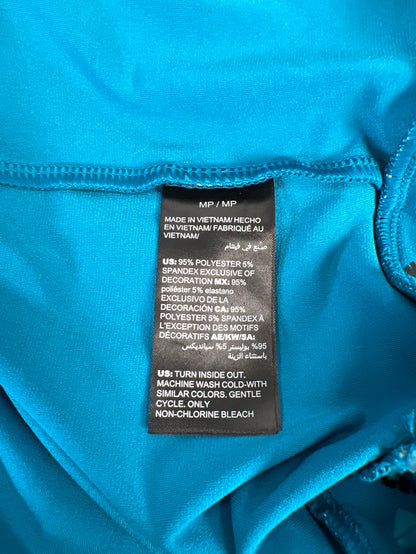 MP / MP
MADE IN VIETNAM/ HECHO
EN VIETNAM/ FABRIQUÉ AU
VIETNAM/
صنع في فيتنام
US: 95% POLYESTER 5%
SPANDEX EXCLUSIVE OF
DECORATION MX: 95%
poliéster 5% elastano
EXCLUSIVO DE LA
DECORACIÓN CA: 95%
POLYESTER 5% SPANDEX À
L'EXCEPTION DES MOTIFS
DÉCORATIFS AE/KW/SA:
95% بوليستر 5% سبانديكس
باستثناء الزينة
US: TURN INSIDE OUT.
MACHINE WASH COLD-WITH
SIMILAR COLORS. GENTLE
CYCLE. ONLY
NON-CHLORINE BLEACH